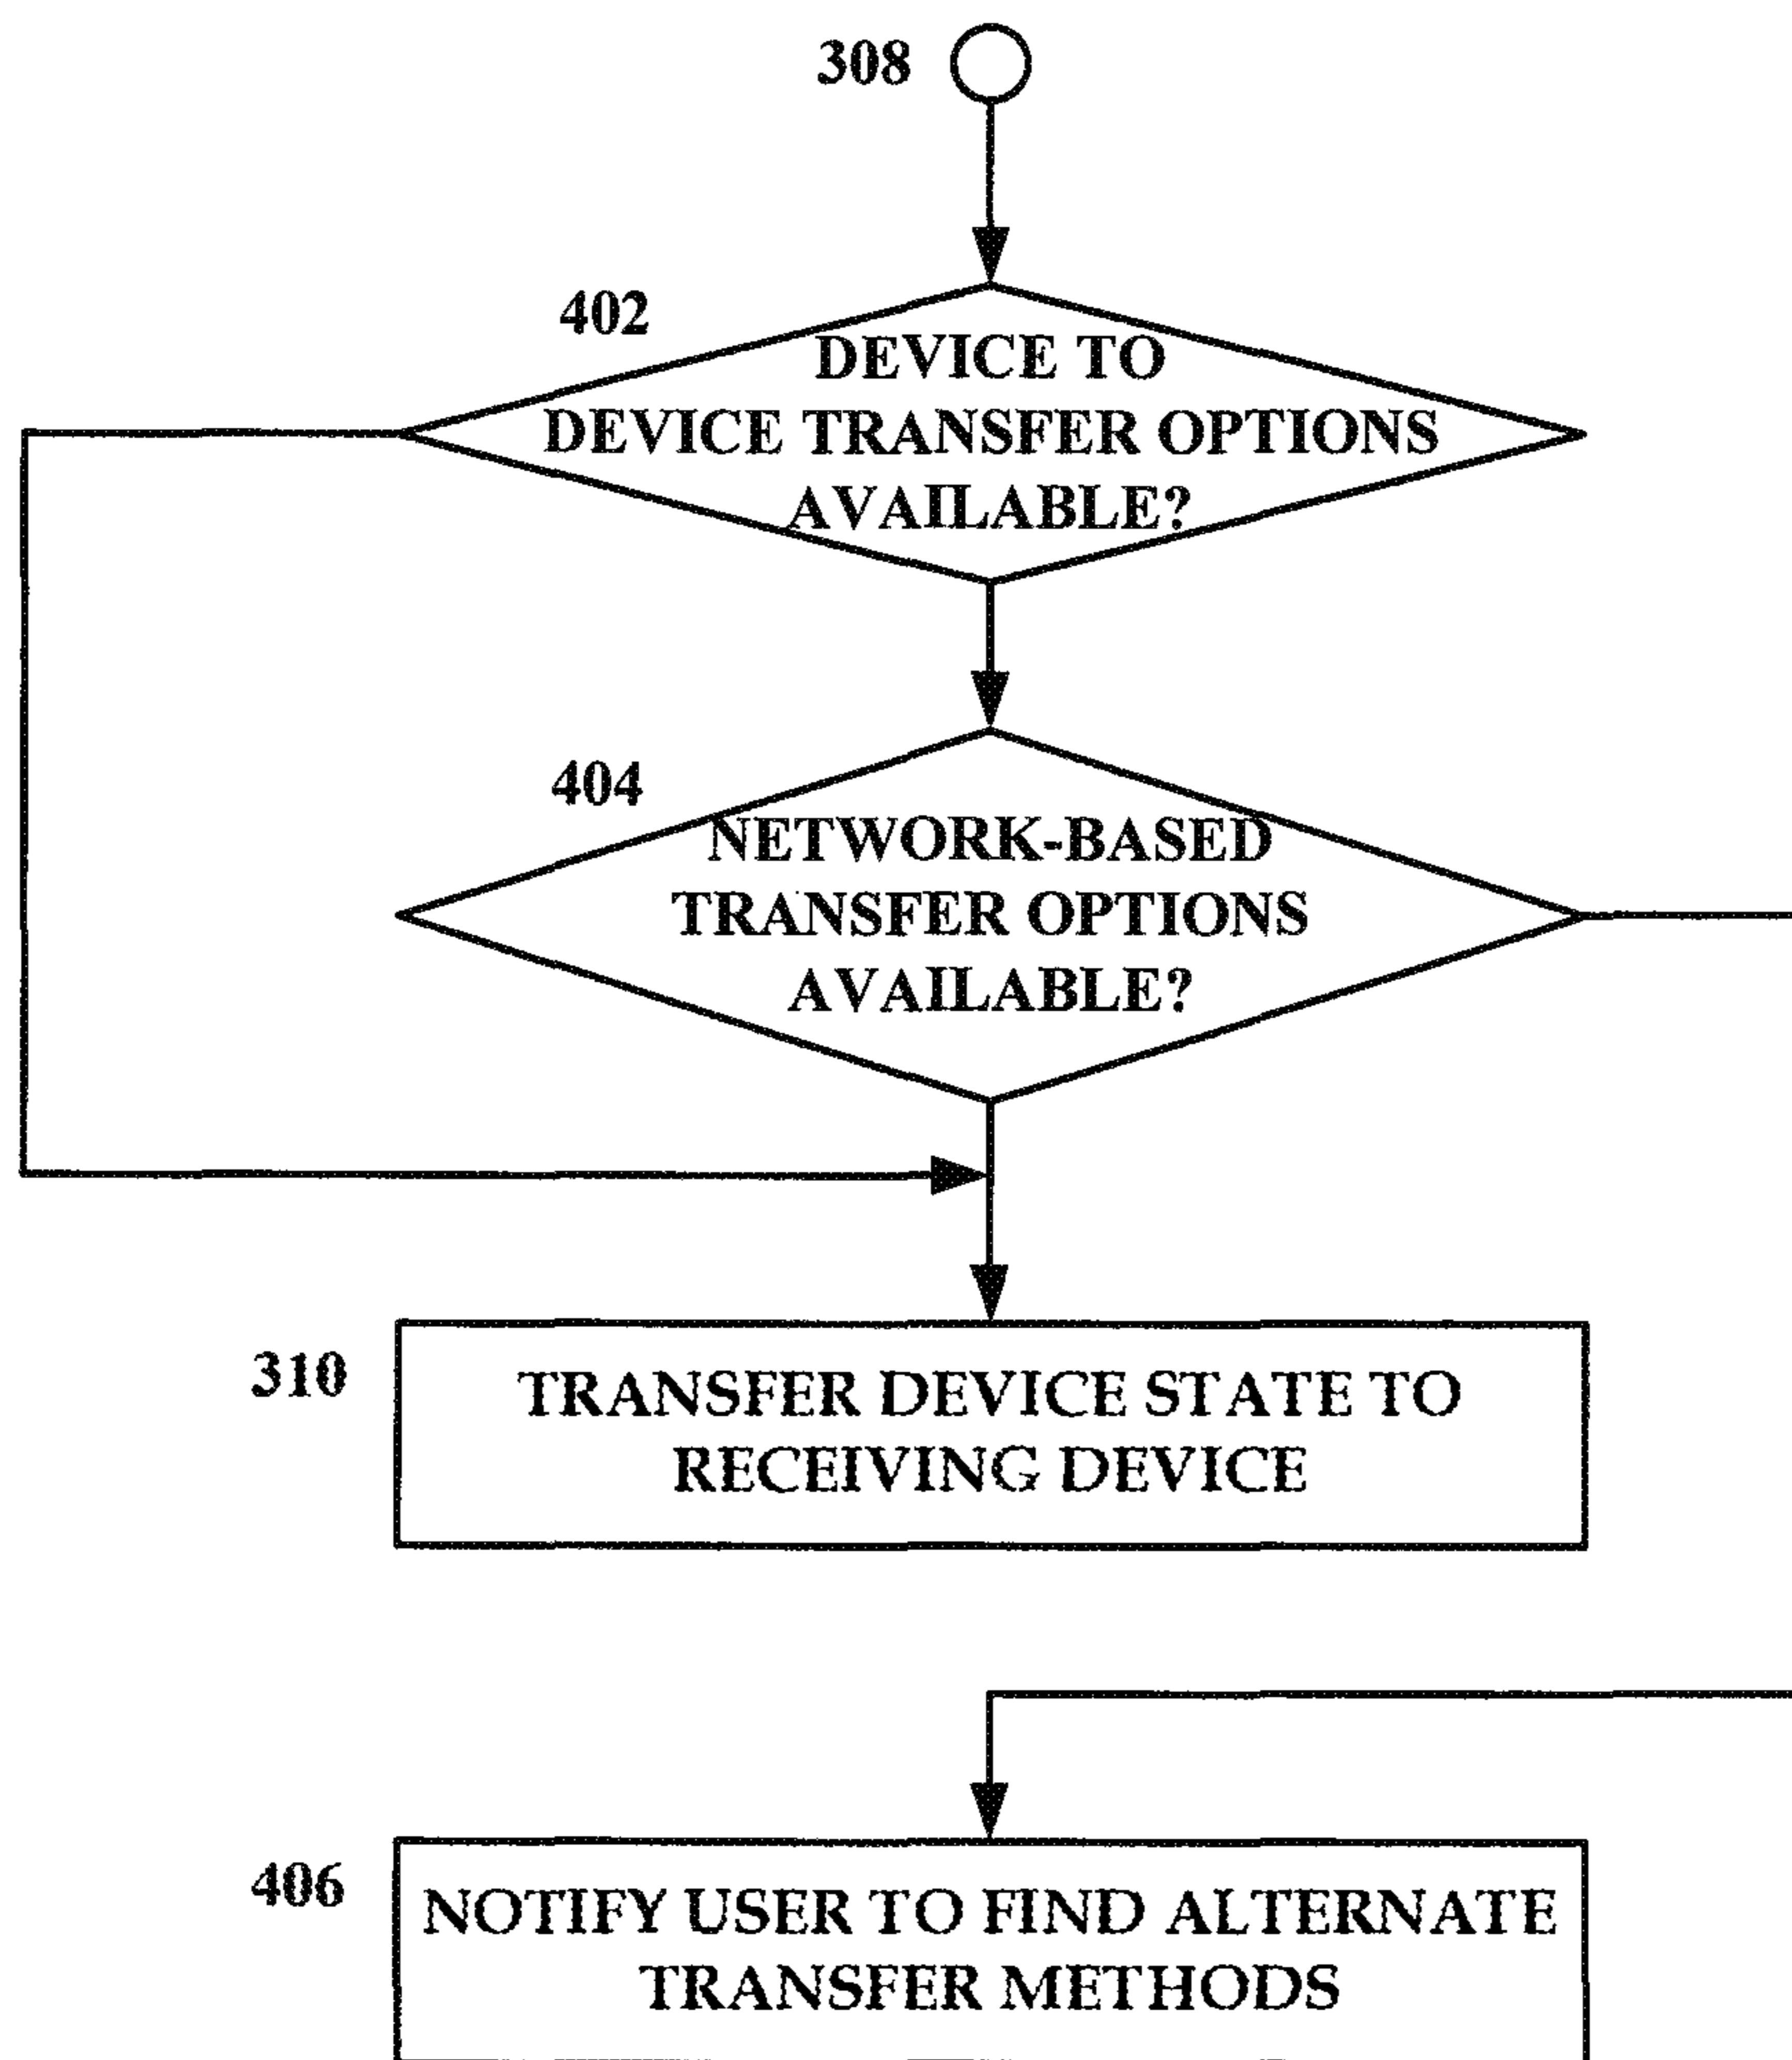 308
402
DEVICE TO
DEVICE TRANSFER OPTIONS
AVAILABLE?
404
NETWORK-BASED
TRANSFER OPTIONS
AVAILABLE?
310
TRANSFER DEVICE STATE TO
RECEIVING DEVICE
406
NOTIFY USER TO FIND ALTERNATE
TRANSFER METHODS